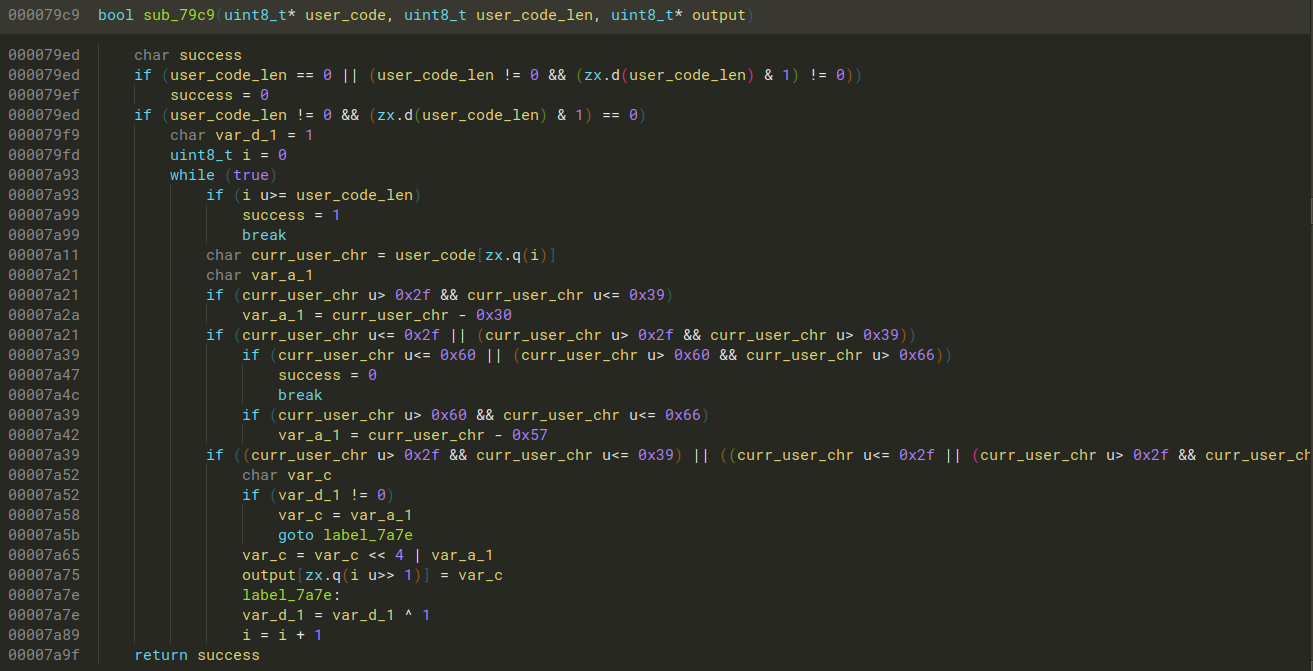 000079c9 bool sub_79c9(uint8_t* user_code, uint8_t user_code_len, uint8_t* output)
000079ed char success
000079ed if (user_code_len == 0 || (user_code_len != 0 && (zx.d(user_code_len) & 1) != 0))
000079ef success = 0
000079ed if (user_code_len != 0 && (zx.d(user_code_len) & 1) == 0)
000079f9 char var_d_1 = 1
000079fd uint8_t i = 0
00007a93 while (true)
00007a93 if (i u>= user_code_len)
00007a99 success = 1
00007a99 break
00007a11 char curr_user_chr = user_code[zx.q(i)]
00007a21 char var_a_1
00007a21 if (curr_user_chr u> 0x2f && curr_user_chr u<= 0x39)
00007a2a var_a_1 = curr_user_chr - 0x30
00007a21 if (curr_user_chr u<= 0x2f || (curr_user_chr u> 0x2f && curr_user_chr u> 0x39))
00007a39 if (curr_user_chr u<= 0x60 || (curr_user_chr u> 0x60 && curr_user_chr u> 0x66))
00007a47 success = 0
00007a4c break
00007a39 if (curr_user_chr u> 0x60 && curr_user_chr u<= 0x66)
00007a42 var_a_1 = curr_user_chr - 0x57
00007a39 if ((curr_user_chr u> 0x2f && curr_user_chr u<= 0x39) || ((curr_user_chr u<= 0x2f || (curr_user_chr u> 0x2f && curr_user_ch
00007a52 char var_c
00007a52 if (var_d_1 != 0)
00007a58 var_c = var_a_1
00007a5b goto label_7a7e
00007a65 var_c = var_c << 4 | var_a_1
00007a75 output[zx.q(i u>> 1)] = var_c
00007a7e label_7a7e:
00007a7e var_d_1 = var_d_1 ^ 1
00007a89 i = i + 1
00007a9f return success